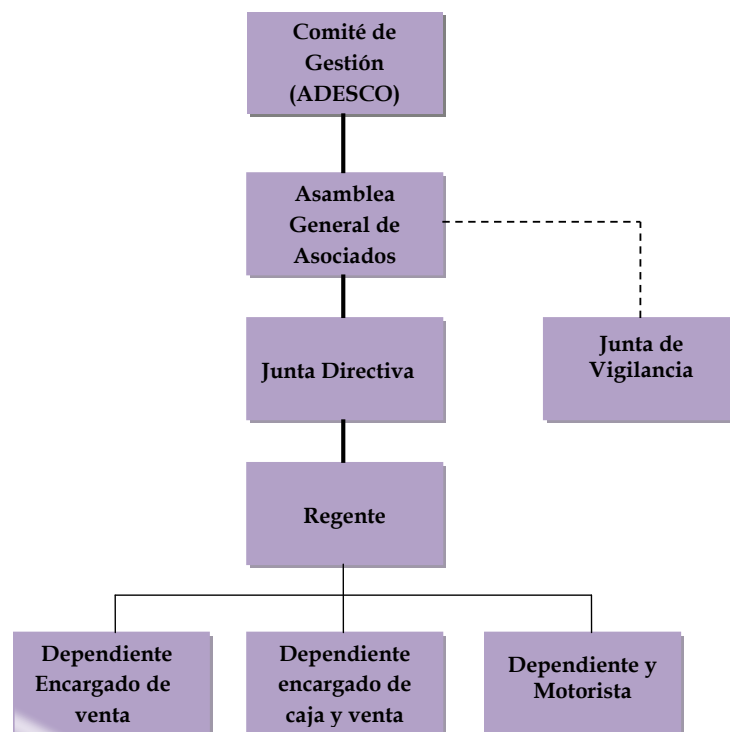 Comité de
Gestión
(ADESCO)
Asamblea
General de
Asociados
Junta Directiva
Junta de
Vigilancia
Regente
Dependiente
Encargado de
venta
Dependiente
encargado de
caja y venta
Dependiente y
Motorista